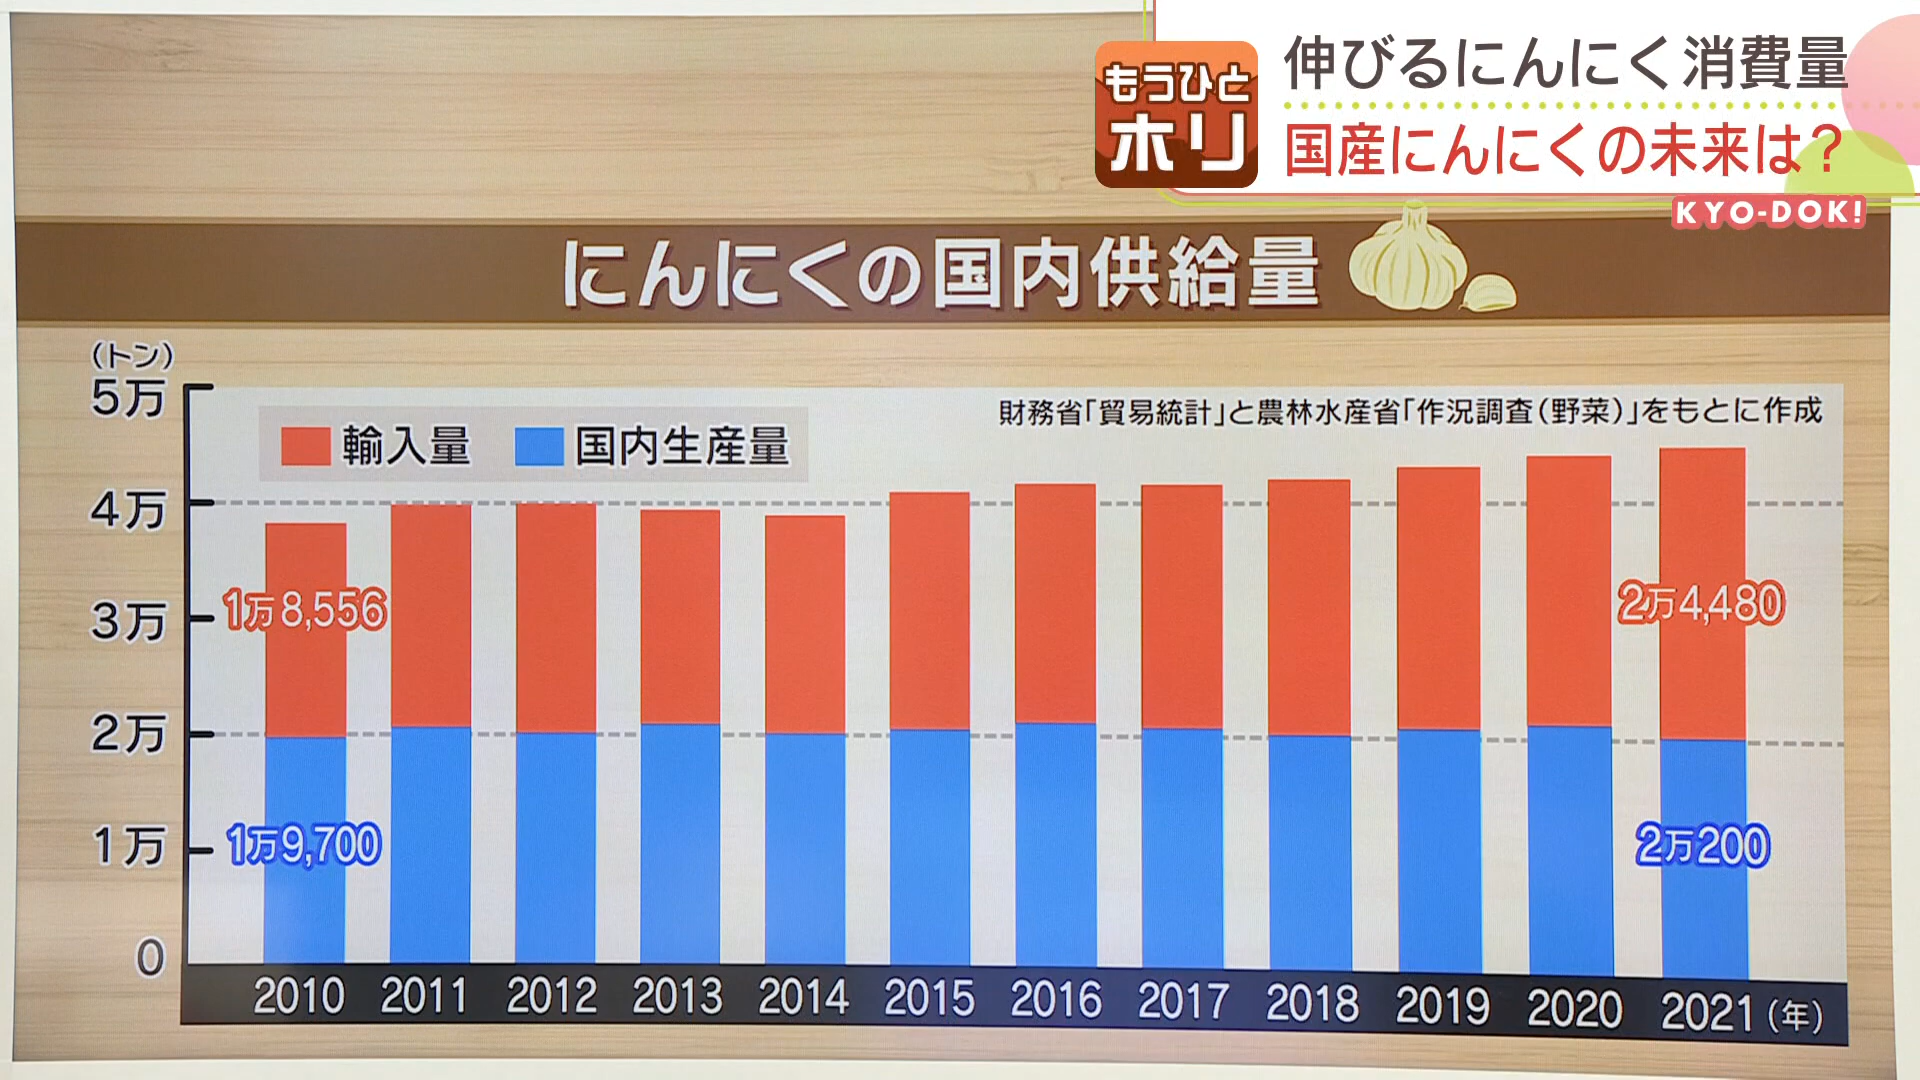 もうひと
ホリ
伸びるにんにく消費量
国産にんにくの未来は？
KYO-DOK!
にんにくの国内供給量
（トン）
財務省「貿易統計」と農林水産省「作況調査（野菜）」をもとに作成
輸入量 国内生産量
5万
4万
3万
2万
1万
0
1万8,556
2万4,480
1万9,700
2万200
2010 2011 2012 2013 2014 2015 2016 2017 2018 2019 2020 2021（年）